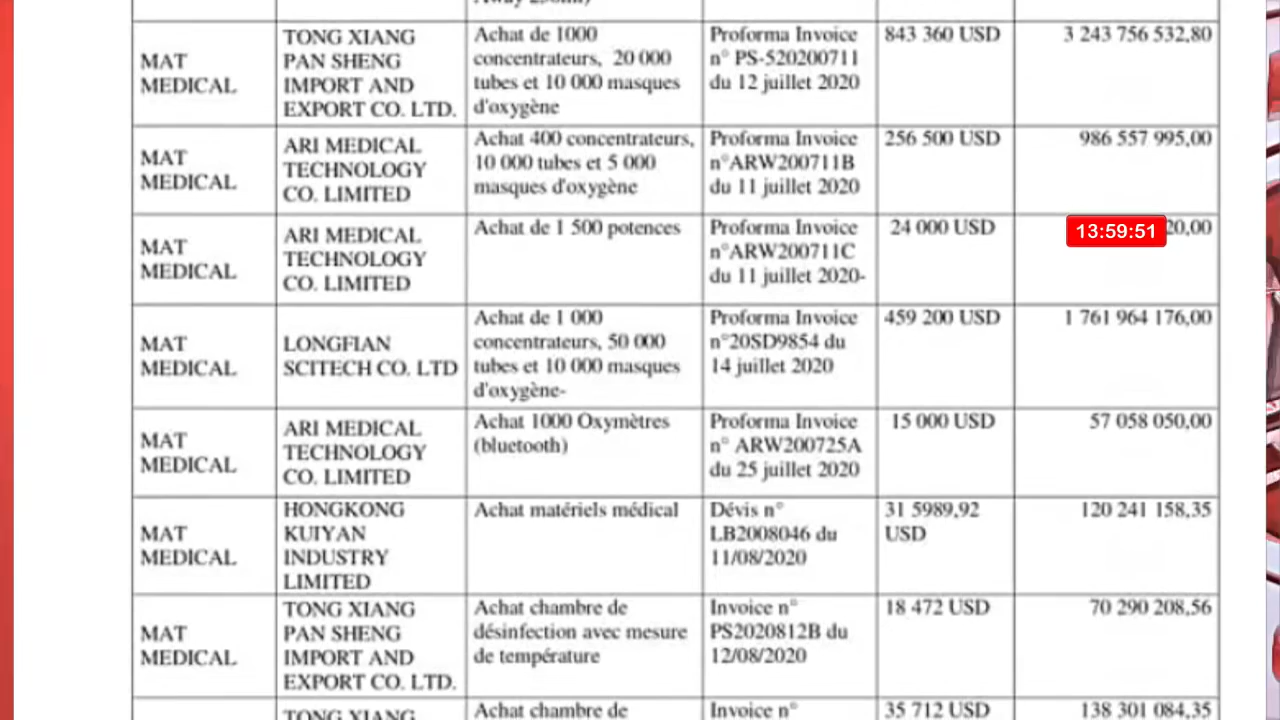 MAT
MEDICAL
TONG XIANG
PAN SHENG
IMPORT AND
EXPORT CO. LTD.
Achat de 1000
concentrateurs, 20 000
tubes et 10 000 masques
d'oxygène
Proforma Invoice
n° PS-520200711
du 12 juillet 2020
843 360 USD
3 243 756 532,80
MAT
MEDICAL
ARI MEDICAL
TECHNOLOGY
CO. LIMITED
Achat 400 concentrateurs,
10 000 tubes et 5 000
masques d'oxygène
Proforma Invoice
n°ARW200711B
du 11 juillet 2020
256 500 USD
986 557 995,00
MAT
MEDICAL
ARI MEDICAL
TECHNOLOGY
CO. LIMITED
Achat de 1 500 potences
Proforma Invoice
n°ARW200711C
du 11 juillet 2020-
24 000 USD
13:59:51
20,00
MAT
MEDICAL
LONGFIAN
SCITECH CO. LTD
Achat de 1 000
concentrateurs, 50 000
tubes et 10 000 masques
d'oxygène-
Proforma Invoice
n°20SD9854 du
14 juillet 2020
459 200 USD
1 761 964 176,00
MAT
MEDICAL
ARI MEDICAL
TECHNOLOGY
CO. LIMITED
Achat 1000 Oxymètres
(bluetooth)
Proforma Invoice
n° ARW200725A
du 25 juillet 2020
15 000 USD
57 058 050,00
MAT
MEDICAL
HONGKONG
KUIYAN
INDUSTRY
LIMITED
Achat matériels médical
Dévis n°
LB2008046 du
11/08/2020
31 5989,92
USD
120 241 158,35
MAT
MEDICAL
TONG XIANG
PAN SHENG
IMPORT AND
EXPORT CO. LTD.
Achat chambre de
désinfection avec mesure
de température
Invoice n°
PS2020812B du
12/08/2020
18 472 USD
70 290 208,56
TONG XIANG
Achat chambre de
Invoice n°
35 712 USD
138 301 084,35